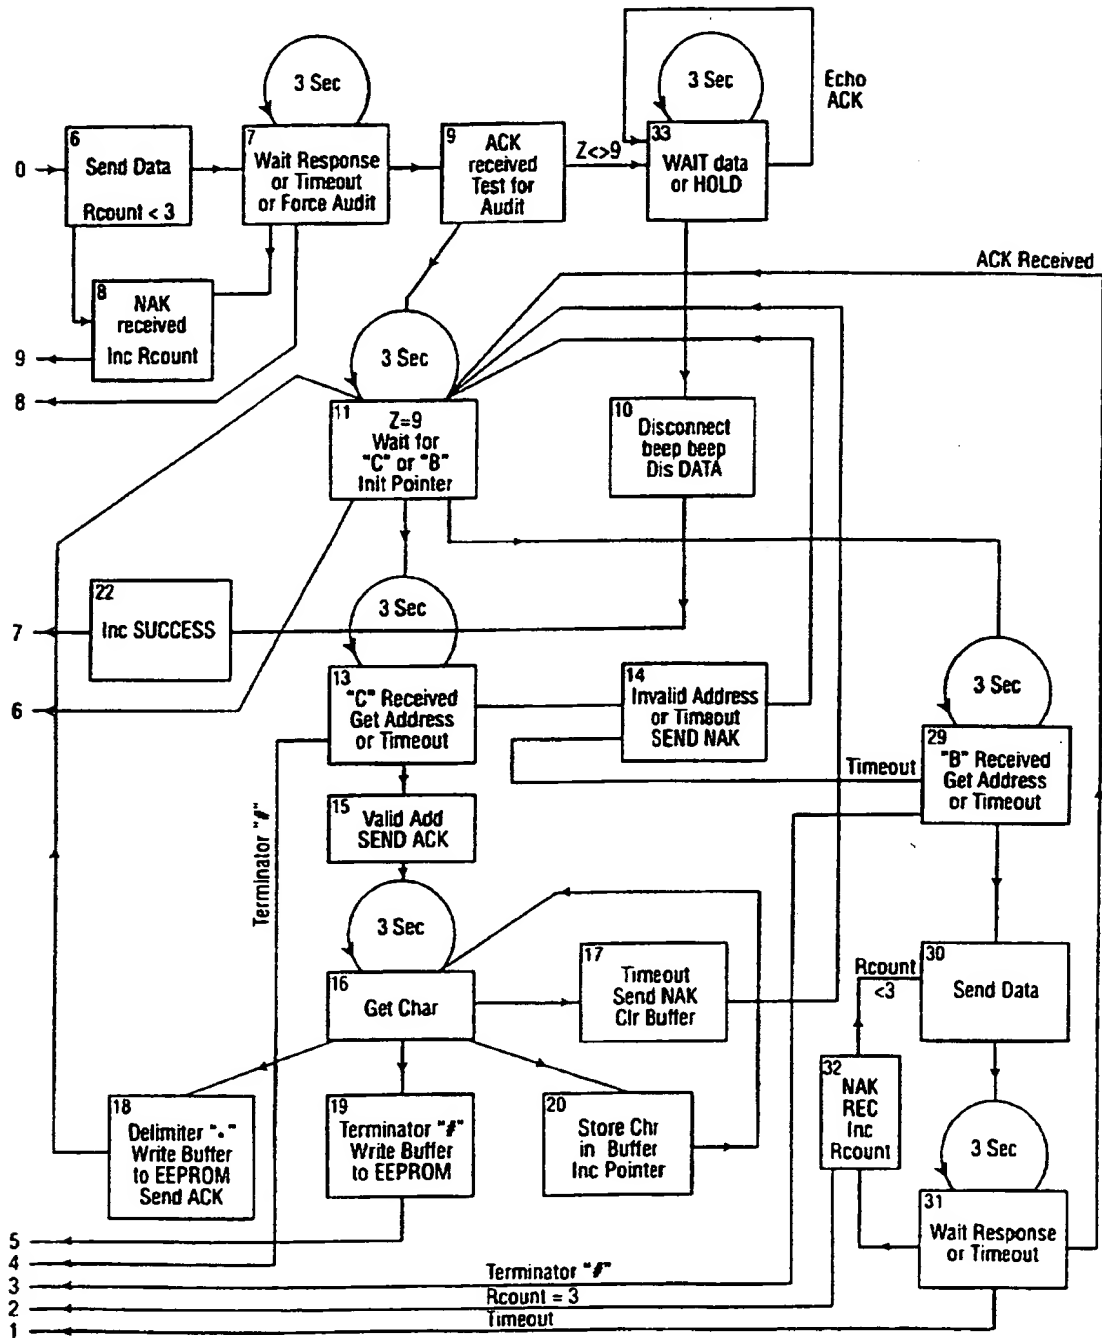 3 Sec
3 Sec
Echo
ACK
0
6
Send Data
Rcount < 3
7
Wait Response
or Timeout
or Force Audit
9
ACK
received
Test for
Audit
Z<>9
33
WAIT data
or HOLD
ACK Received
8
NAK
received
Inc Rcount
9
8
3 Sec
11
Z=9
Wait for
"C" or "B"
Init Pointer
10
Disconnect
beep beep
Dis DATA
22
Inc SUCCESS
7
6
3 Sec
13
"C" Received
Get Address
or Timeout
14
Invalid Address
or Timeout
SEND NAK
3 Sec
29
"B" Received
Get Address
or Timeout
Timeout
Terminator "#"
15
Valid Add
SEND ACK
3 Sec
16
Get Char
17
Timeout
Send NAK
Clr Buffer
Rcount
<3
30
Send Data
18
Delimiter "*"
Write Buffer
to EEPROM
Send ACK
19
Terminator "#"
Write Buffer
to EEPROM
20
Store Chr
in Buffer
Inc Pointer
32
NAK
REC
Inc
Rcount
3 Sec
31
Wait Response
or Timeout
5
4
3
Terminator "#"
2
Rcount = 3
1
Timeout